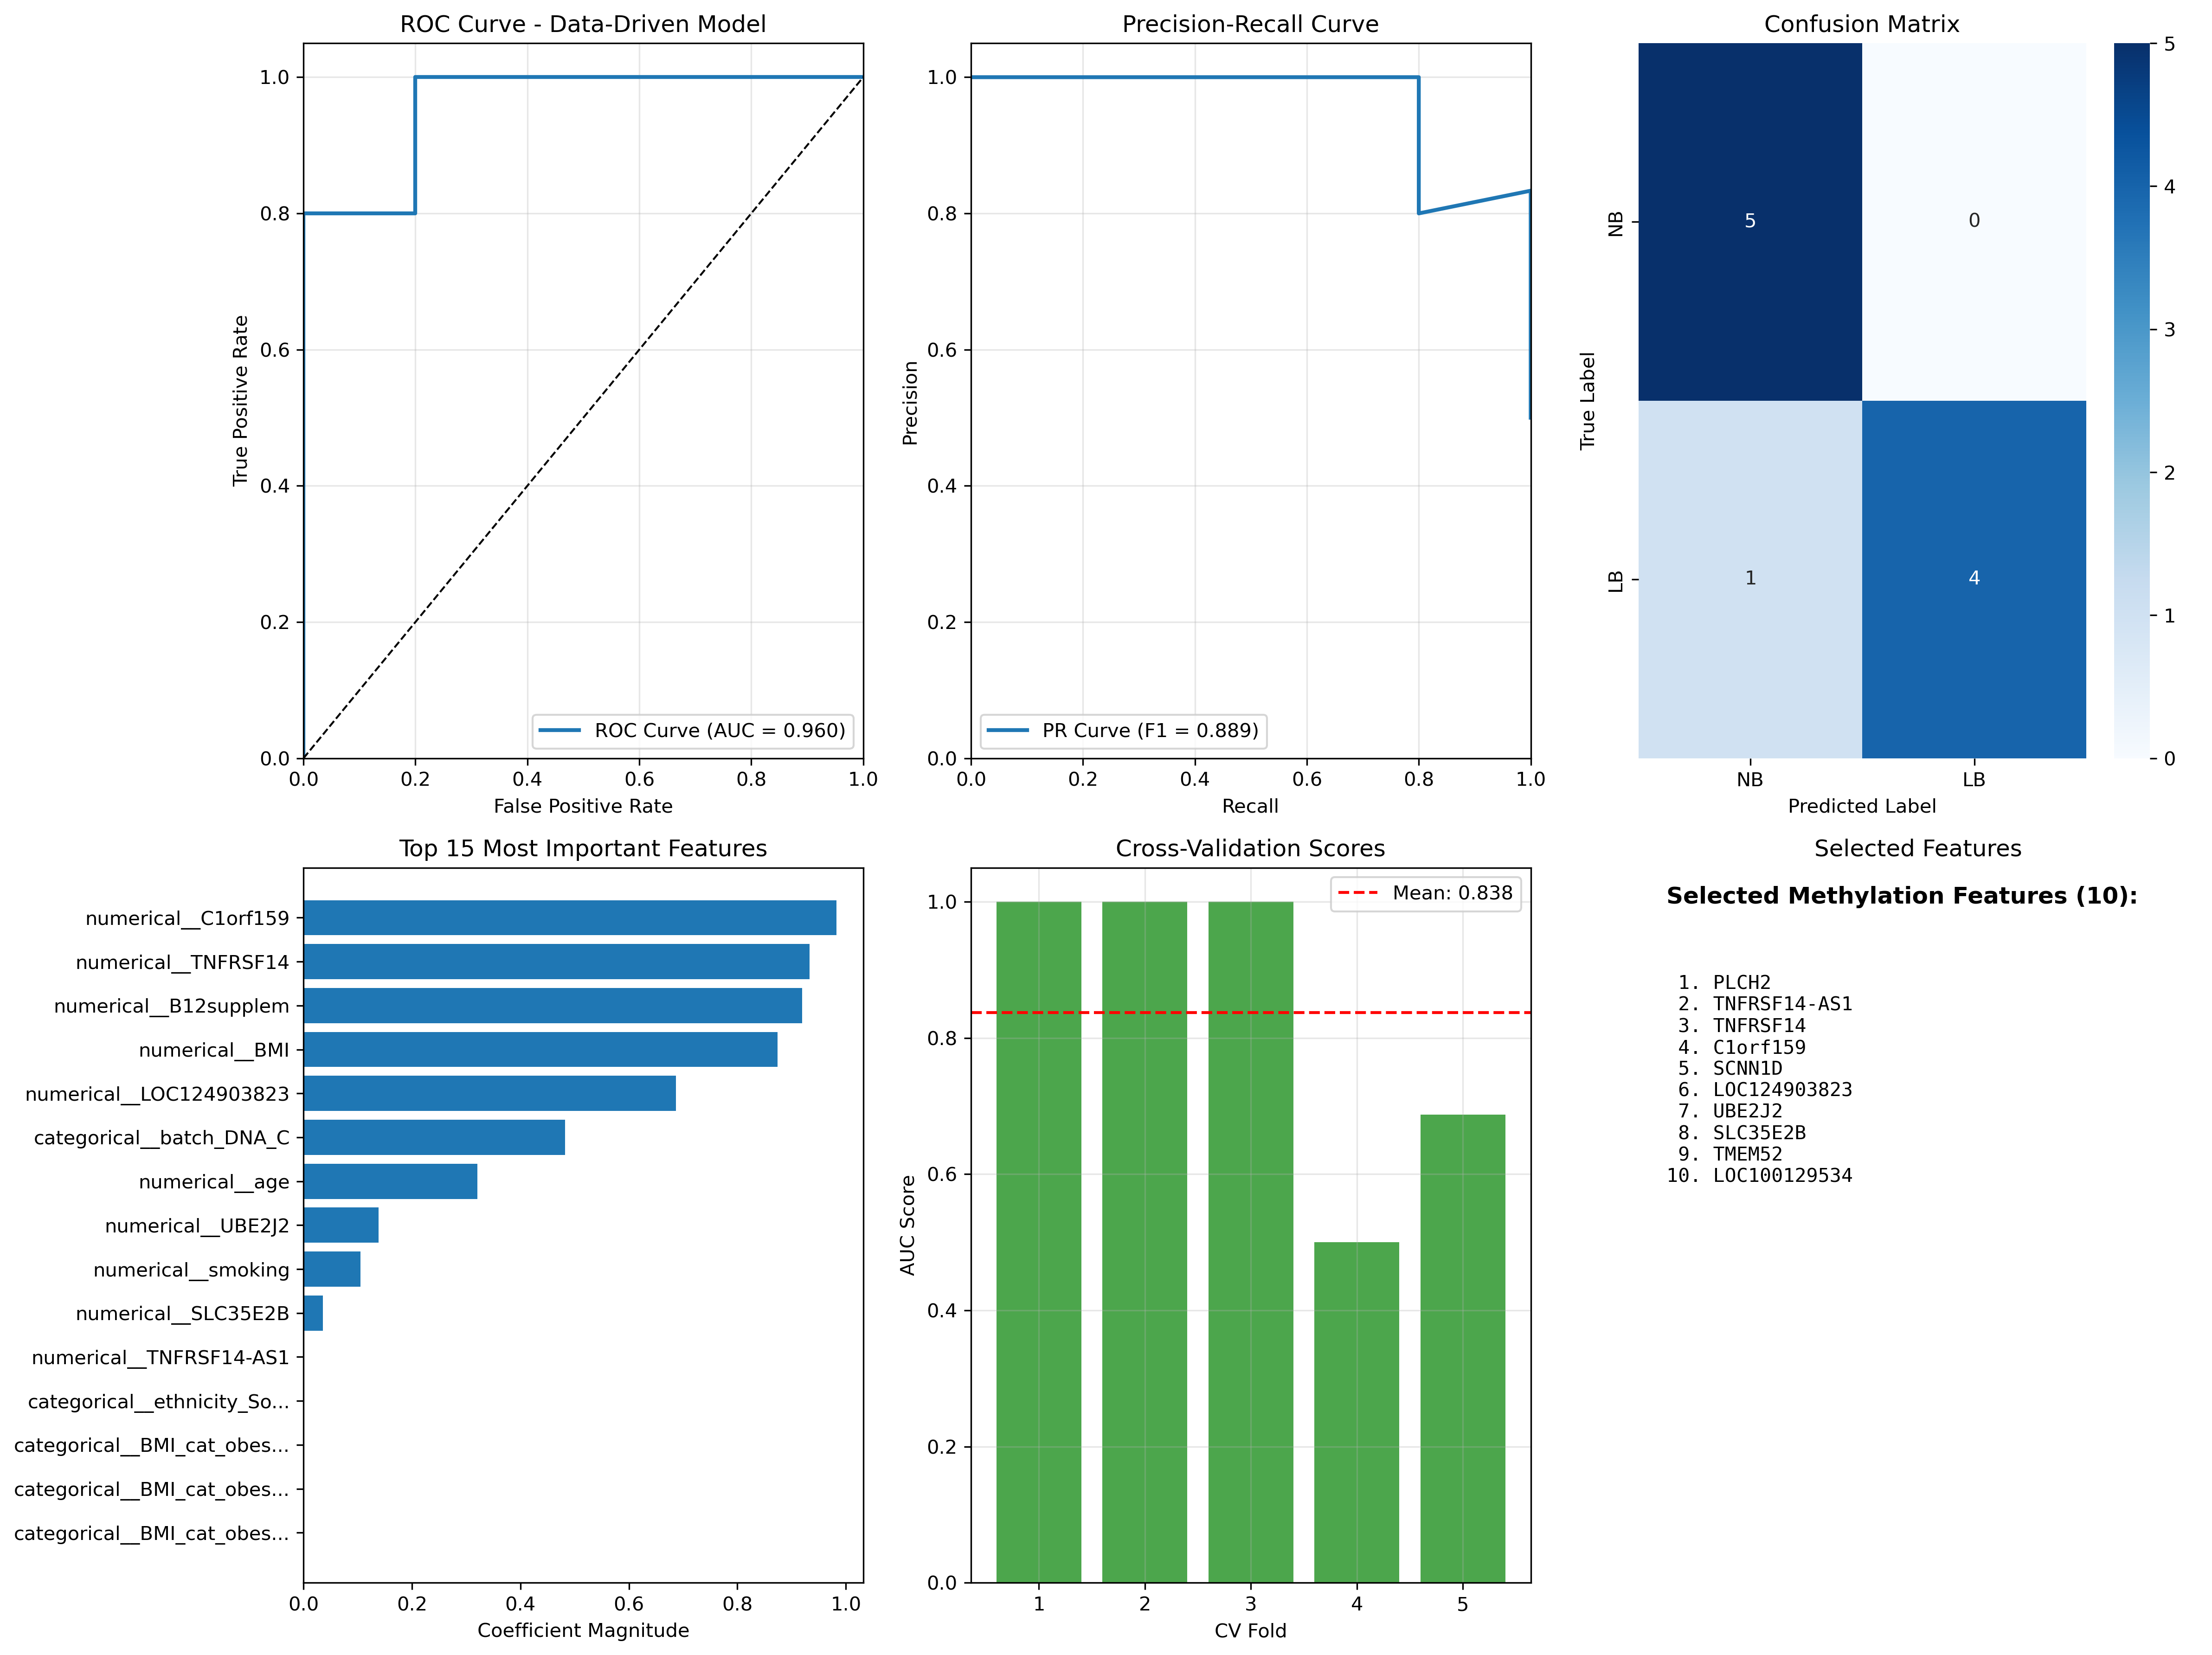 ROC Curve - Data-Driven Model
True Positive Rate
1.0
0.8
0.6
0.4
0.2
0.0
0.0 0.2 0.4 0.6 0.8 1.0
False Positive Rate
ROC Curve (AUC = 0.960)
Precision-Recall Curve
Precision
1.0
0.8
0.6
0.4
0.2
0.0
0.0 0.2 0.4 0.6 0.8 1.0
Recall
PR Curve (F1 = 0.889)
Confusion Matrix
True Label
NB
LB
5 0
1 4
NB LB
Predicted Label
5
4
3
2
1
0
Top 15 Most Important Features
numerical__C1orf159
numerical__TNFRSF14
numerical__B12supplem
numerical__BMI
numerical__LOC124903823
categorical__batch_DNA_C
numerical__age
numerical__UBE2J2
numerical__smoking
numerical__SLC35E2B
numerical__TNFRSF14-AS1
categorical__ethnicity_So...
categorical__BMI_cat_obes...
categorical__BMI_cat_obes...
categorical__BMI_cat_obes...
0.0 0.2 0.4 0.6 0.8 1.0
Coefficient Magnitude
Cross-Validation Scores
Mean: 0.838
AUC Score
1.0
0.8
0.6
0.4
0.2
0.0
1 2 3 4 5
CV Fold
Selected Features
Selected Methylation Features (10):
1. PLCH2
2. TNFRSF14-AS1
3. TNFRSF14
4. C1orf159
5. SCNN1D
6. LOC124903823
7. UBE2J2
8. SLC35E2B
9. TMEM52
10. LOC100129534